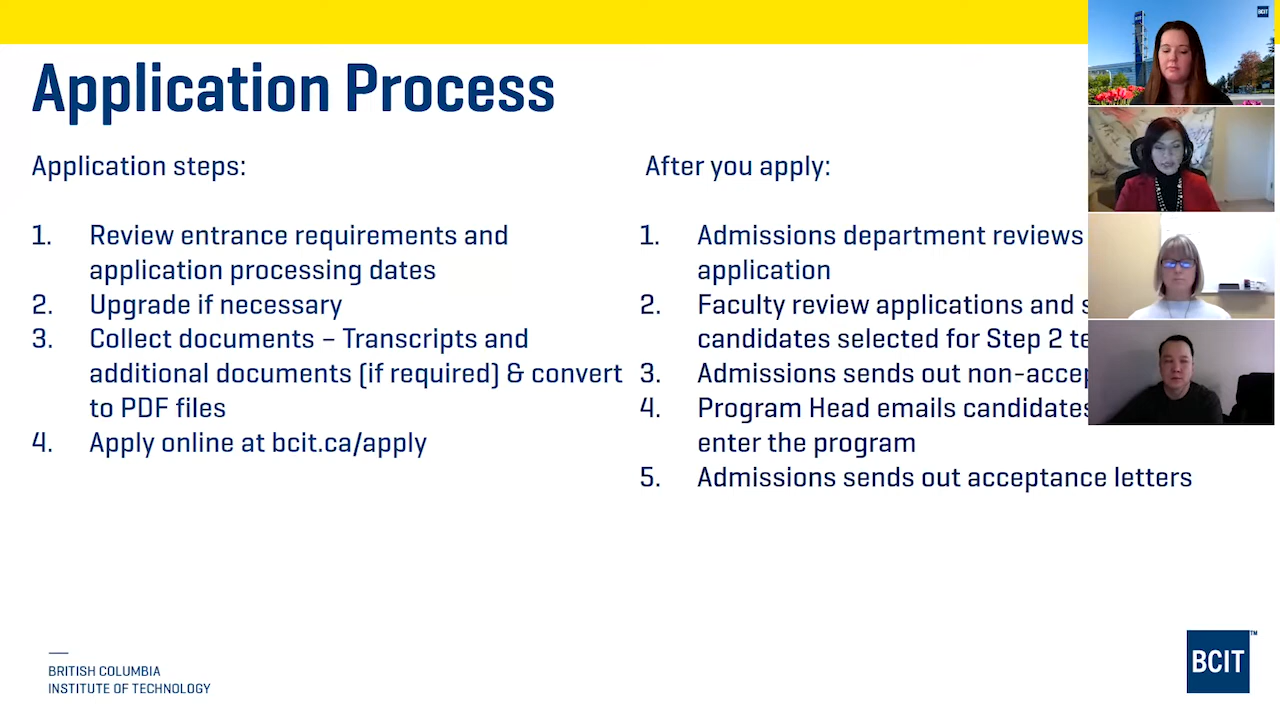 Application Process
Application steps:
1. Review entrance requirements and
application processing dates
2. Upgrade if necessary
3. Collect documents – Transcripts and
additional documents (if required) & convert
to PDF files
4. Apply online at bcit.ca/apply
After you apply:
1. Admissions department reviews
application
2. Faculty review applications and
candidates selected for Step 2
3. Admissions sends out
4. Program Head emails candidates
enter the program
5. Admissions sends out acceptance letters
BRITISH COLUMBIA
INSTITUTE OF TECHNOLOGY
BCIT™
BCIT